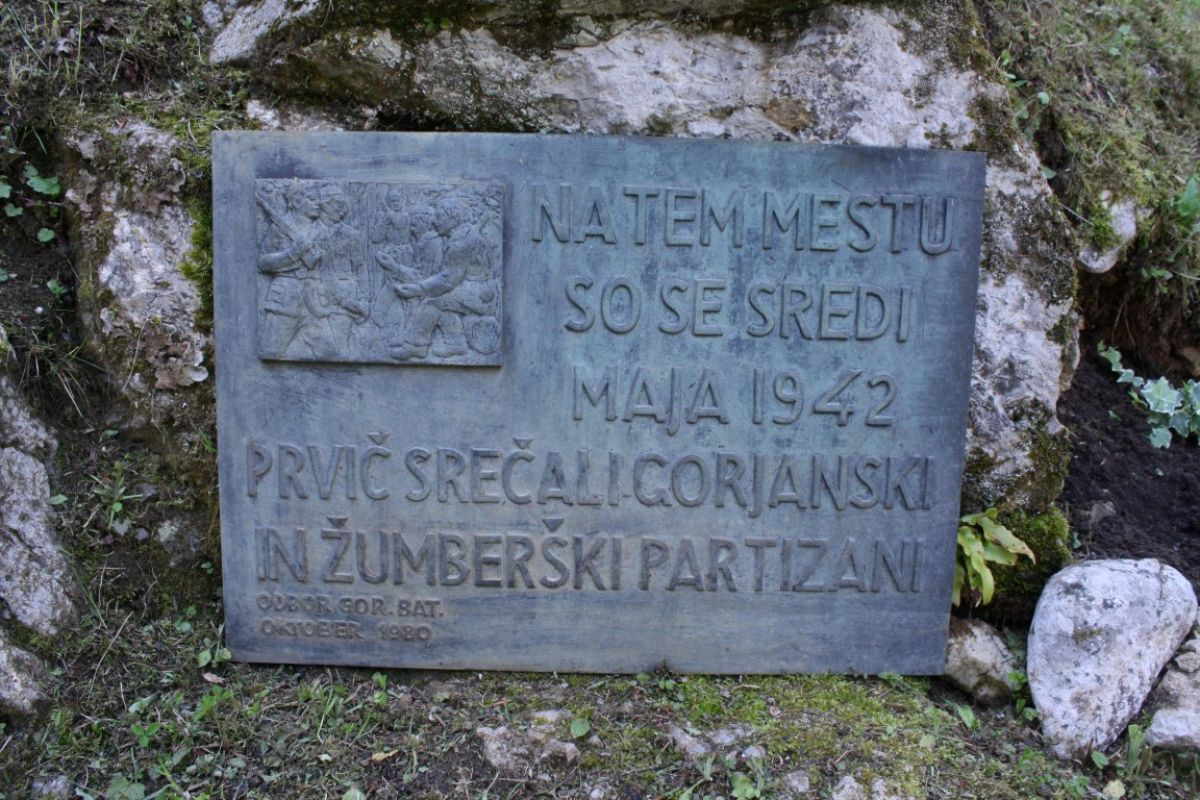 NA TEM MESTU
SO SE SREDI
MAJA 1942
PRVIČ SREČALI GORJANSKI
IN ŽUMBERŠKI PARTIZANI
ODBOR GOR. BAT.
OKTOBER 1980